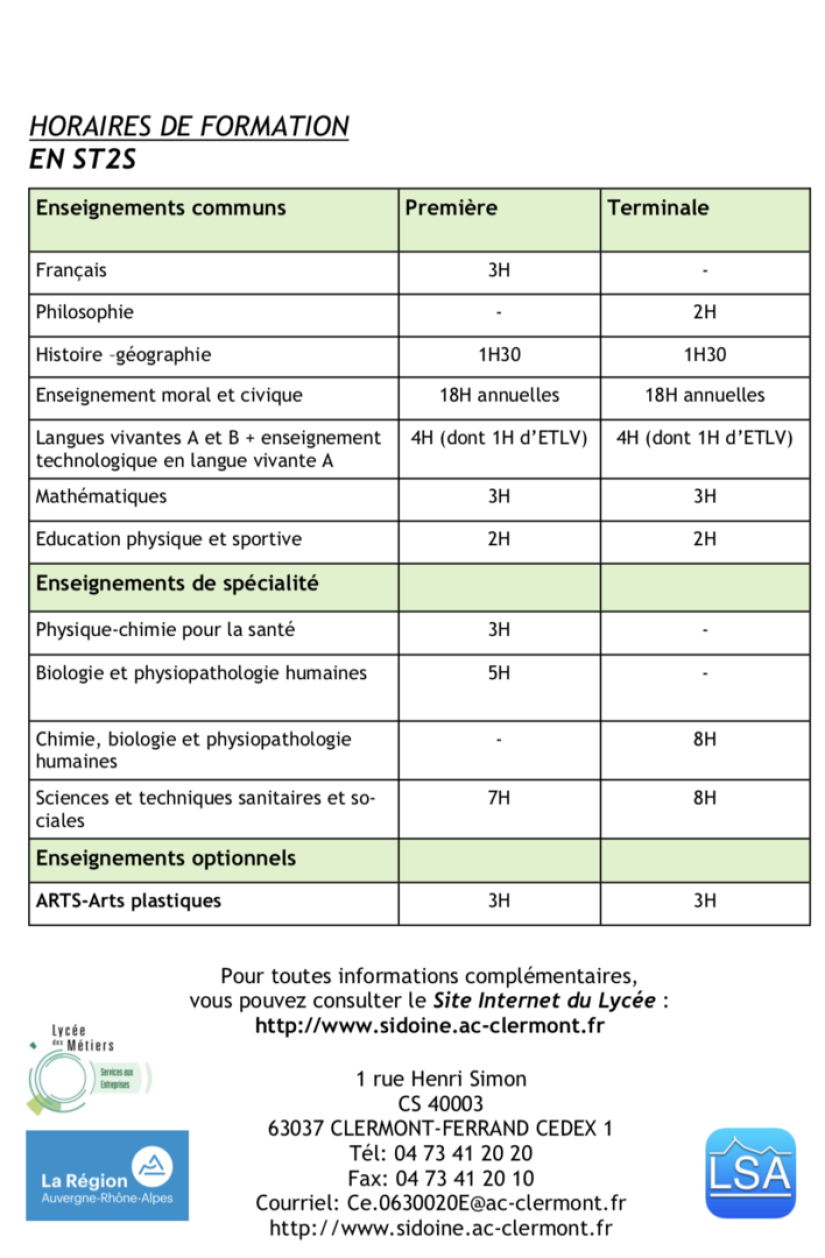 HORAIRES DE FORMATION
EN ST2S
Enseignements communs Première Terminale
Français 3H -
Philosophie - 2H
Histoire -géographie 1H30 1H30
Enseignement moral et civique 18H annuelles 18H annuelles
Langues vivantes A et B + enseignement 4H (dont 1H d'ETLV) 4H (dont 1H d'ETLV)
technologique en langue vivante A
Mathématiques 3H 3H
Education physique et sportive 2H 2H
Enseignements de spécialité
Physique-chimie pour la santé 3H -
Biologie et physiopathologie humaines 5H -
Chimie, biologie et physiopathologie - 8H
humaines
Sciences et techniques sanitaires et so- 7H 8H
ciales
Enseignements optionnels
ARTS-Arts plastiques 3H 3H
Pour toutes informations complémentaires,
vous pouvez consulter le Site Internet du Lycée :
http://www.sidoine.ac-clermont.fr
Lycée
des Métiers
Services aux
Entreprises
1 rue Henri Simon
CS 40003
63037 CLERMONT-FERRAND CEDEX 1
Tél: 04 73 41 20 20
Fax: 04 73 41 20 10
Courriel: Ce.0630020E@ac-clermont.fr
http://www.sidoine.ac-clermont.fr
La Région
Auvergne-Rhône-Alpes
LSA